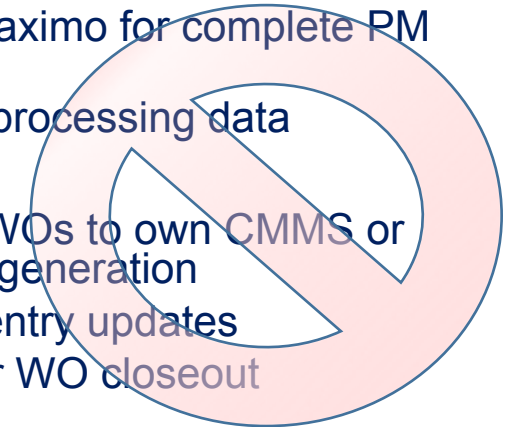 aximo for complete PM
processing data
WOs to own CMMS or
generation
entry updates
r WO closeout